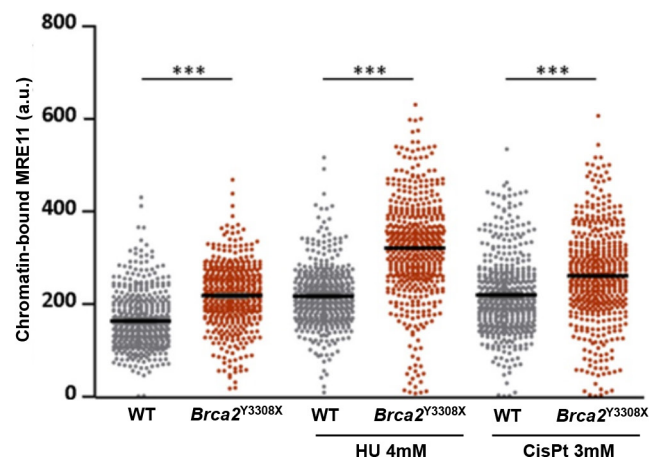 800
600
400
200
0
Chromatin-bound MRE11 (a.u.)
*** *** ***
WT Brca2Y3308X WT Brca2Y3308X WT Brca2Y3308X
HU 4mM CisPt 3mM